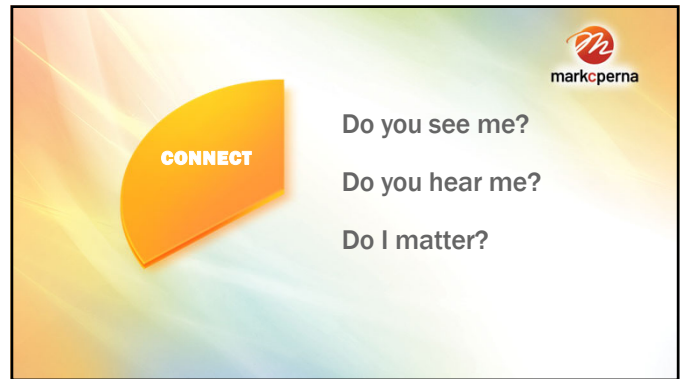 markcperna
CONNECT
Do you see me?
Do you hear me?
Do I matter?